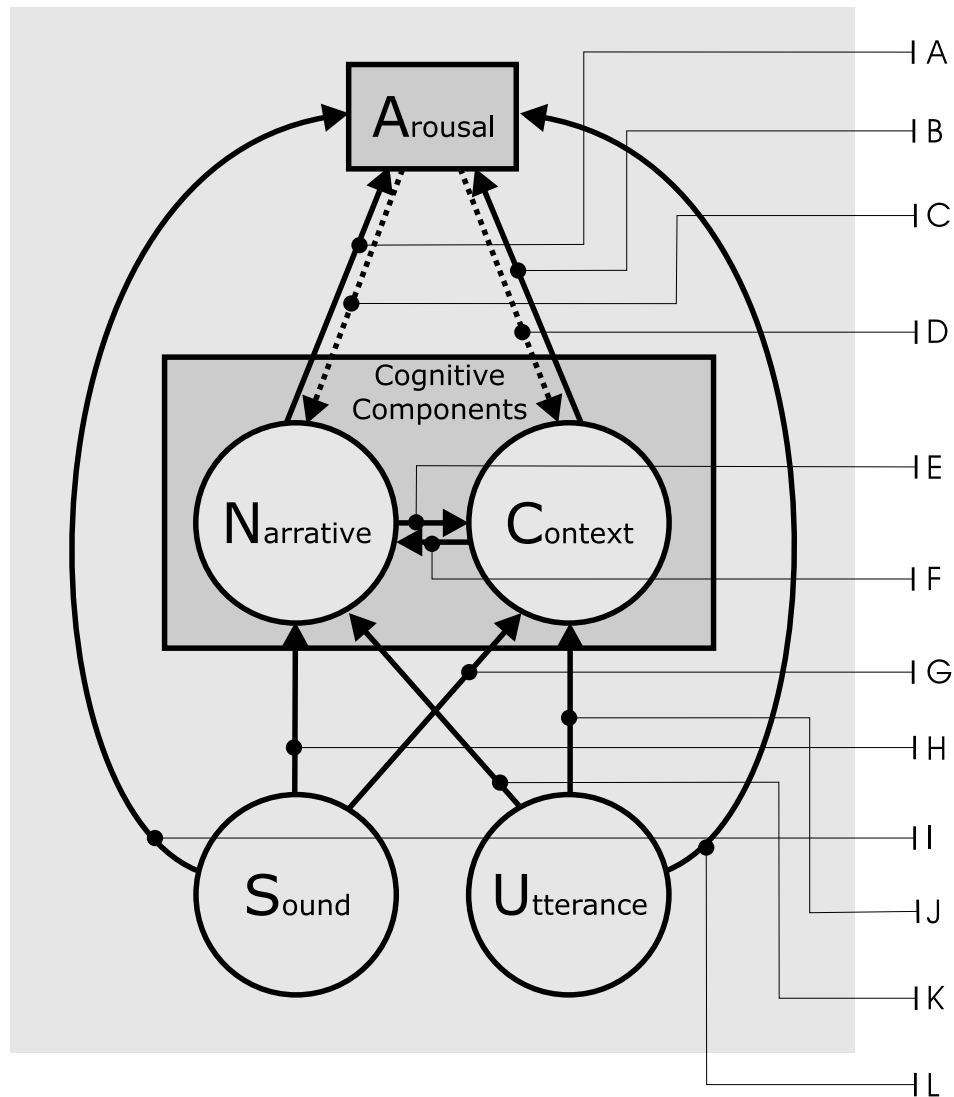 Arousal
Cognitive
Components
Narrative
Context
Sound
Utterance
I A
I B
I C
I D
I E
I F
I G
I H
I I
I J
I K
I L